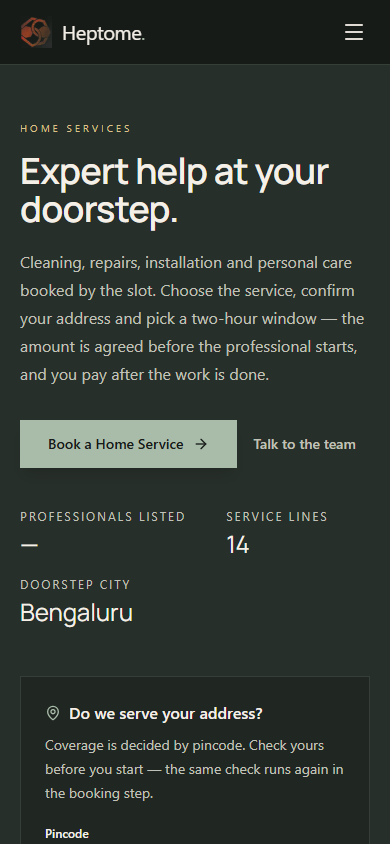 Heptome.
HOME SERVICES
Expert help at your
doorstep.
Cleaning, repairs, installation and personal care
booked by the slot. Choose the service, confirm
your address and pick a two-hour window — the
amount is agreed before the professional starts,
and you pay after the work is done.
Book a Home Service →
Talk to the team
PROFESSIONALS LISTED
—
SERVICE LINES
14
DOORSTEP CITY
Bengaluru
Do we serve your address?
Coverage is decided by pincode. Check yours
before you start — the same check runs again in
the booking step.
Pincode